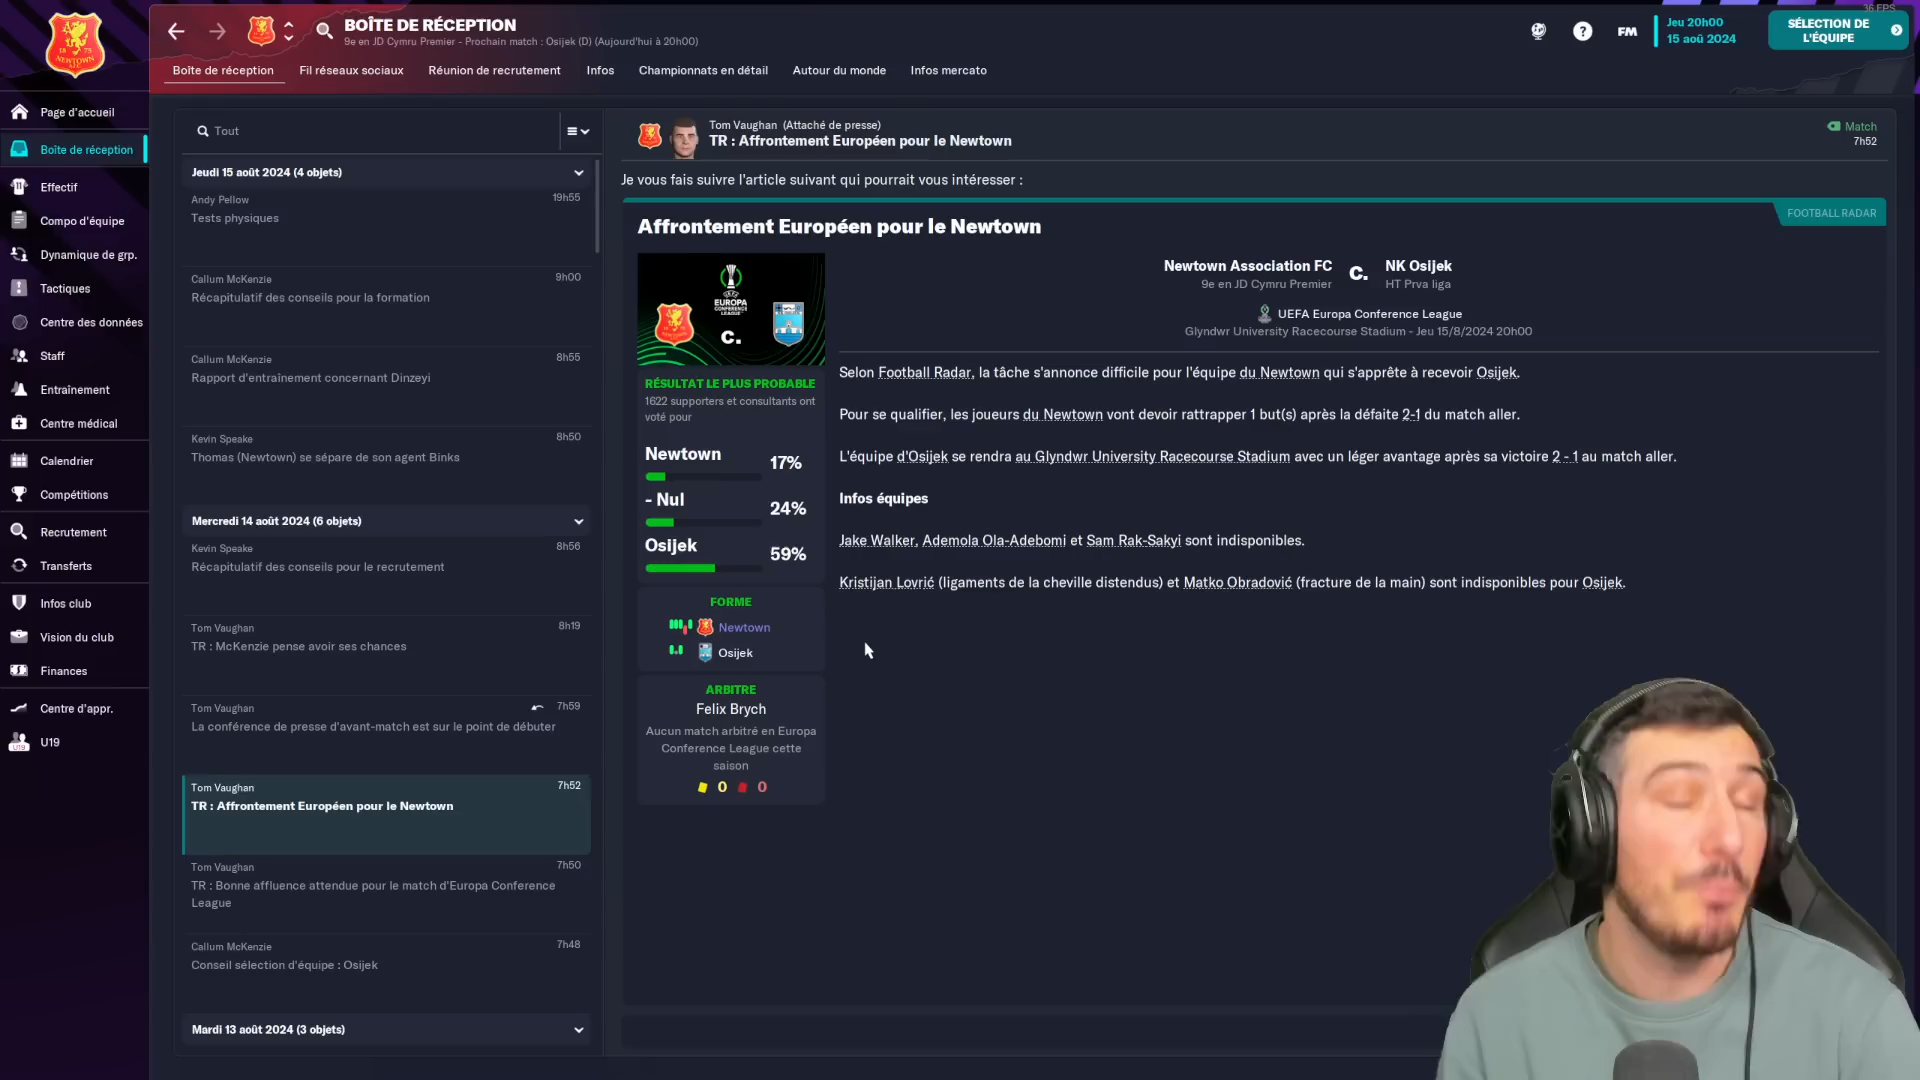 36 FPS
BOÎTE DE RÉCEPTION
9e en JD Cymru Premier - Prochain match : Osijek (D) (Aujourd'hui à 20h00)
FM
Jeu 20h00
15 aoû 2024
SÉLECTION DE
L'ÉQUIPE
Boîte de réception
Fil réseaux sociaux
Réunion de recrutement
Infos
Championnats en détail
Autour du monde
Infos mercato
1875
NEWTOWN
Page d'accueil
Boîte de réception
Effectif
Compo d'équipe
Dynamique de grp.
Tactiques
Centre des données
Staff
Entraînement
Centre médical
Calendrier
Compétitions
Recrutement
Transferts
Infos club
Vision du club
Finances
Centre d'appr.
U19
Tout
Jeudi 15 août 2024 (4 objets)
Andy Pellow 19h55
Tests physiques
Callum McKenzie 9h00
Récapitulatif des conseils pour la formation
Callum McKenzie 8h55
Rapport d'entraînement concernant Dinzeyi
Kevin Speake 8h50
Thomas (Newtown) se sépare de son agent Binks
Mercredi 14 août 2024 (6 objets)
Kevin Speake 8h56
Récapitulatif des conseils pour le recrutement
Tom Vaughan 8h19
TR : McKenzie pense avoir ses chances
Tom Vaughan 7h59
La conférence de presse d'avant-match est sur le point de débuter
Tom Vaughan 7h52
TR : Affrontement Européen pour le Newtown
Tom Vaughan 7h50
TR : Bonne affluence attendue pour le match d'Europa Conference
League
Callum McKenzie 7h48
Conseil sélection d'équipe : Osijek
Mardi 13 août 2024 (3 objets)
Tom Vaughan (Attaché de presse)
TR : Affrontement Européen pour le Newtown
Match
7h52
Je vous fais suivre l'article suivant qui pourrait vous intéresser :
FOOTBALL RADAR
Affrontement Européen pour le Newtown
UEFA
EUROPA
CONFERENCE
LEAGUE
C.
Newtown Association FC C. NK Osijek
9e en JD Cymru Premier HT Prva liga
UEFA Europa Conference League
Glyndwr University Racecourse Stadium - Jeu 15/8/2024 20h00
RÉSULTAT LE PLUS PROBABLE
1622 supporters et consultants ont
voté pour
Newtown 17%
- Nul 24%
Osijek 59%
FORME
Newtown
Osijek
ARBITRE
Felix Brych
Aucun match arbitré en Europa
Conference League cette
saison
0 0
Selon Football Radar, la tâche s'annonce difficile pour l'équipe du Newtown qui s'apprête à recevoir Osijek.
Pour se qualifier, les joueurs du Newtown vont devoir rattrapper 1 but(s) après la défaite 2-1 du match aller.
L'équipe d'Osijek se rendra au Glyndwr University Racecourse Stadium avec un léger avantage après sa victoire 2 - 1 au match aller.
Infos équipes
Jake Walker, Ademola Ola-Adebomi et Sam Rak-Sakyi sont indisponibles.
Kristijan Lovrić (ligaments de la cheville distendus) et Matko Obradović (fracture de la main) sont indisponibles pour Osijek.